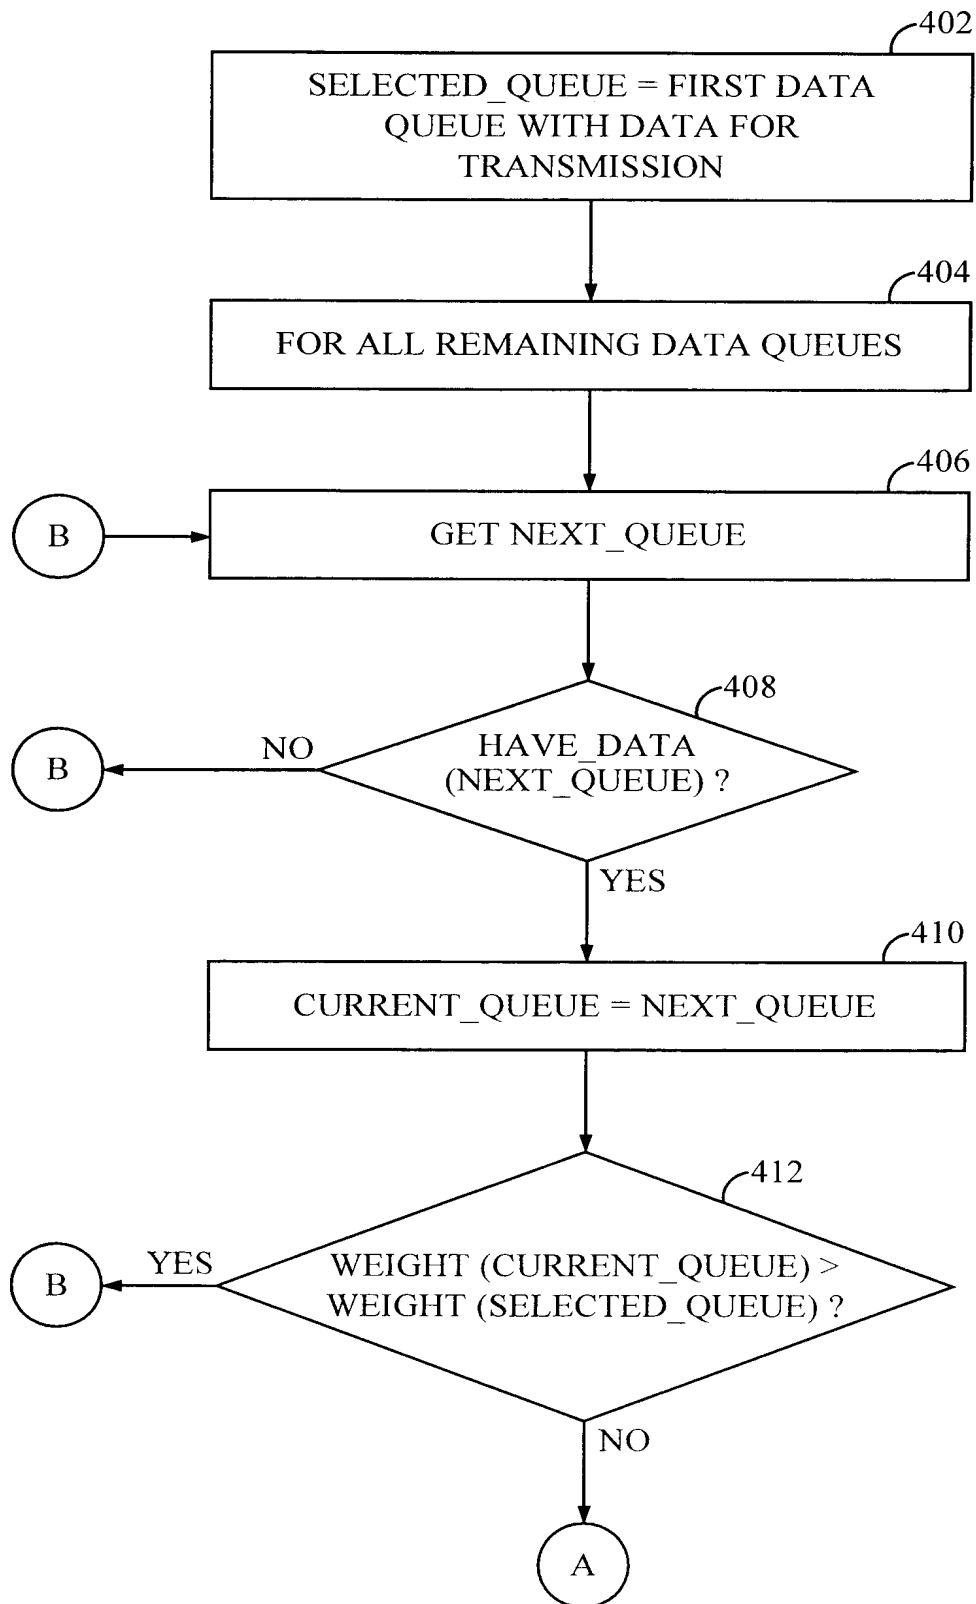 402
SELECTED_QUEUE = FIRST DATA
QUEUE WITH DATA FOR
TRANSMISSION
404
FOR ALL REMAINING DATA QUEUES
406
B
GET NEXT_QUEUE
408
HAVE_DATA
(NEXT_QUEUE) ?
NO
B
YES
410
CURRENT_QUEUE = NEXT_QUEUE
412
WEIGHT (CURRENT_QUEUE) >
WEIGHT (SELECTED_QUEUE) ?
YES
B
NO
A